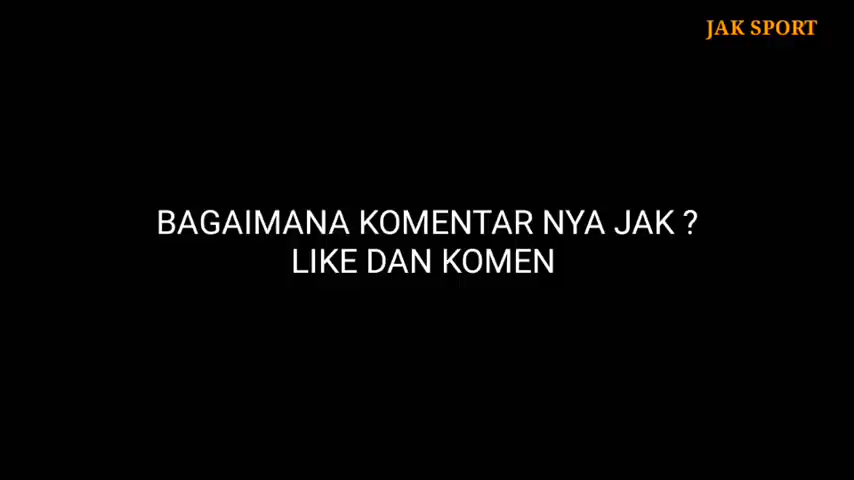 JAK SPORT
BAGAIMANA KOMENTAR NYA JAK ?
LIKE DAN KOMEN